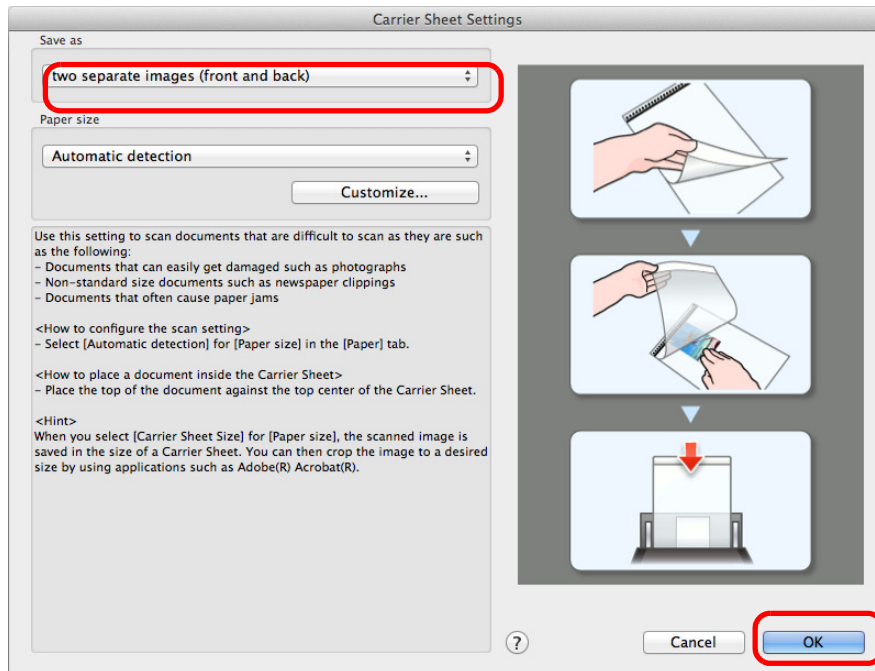 Carrier Sheet Settings
Save as
two separate images (front and back)
Paper size
Automatic detection
Customize...
Use this setting to scan documents that are difficult to scan as they are such
as the following:
– Documents that can easily get damaged such as photographs
– Non-standard size documents such as newspaper clippings
– Documents that often cause paper jams
<How to configure the scan setting>
– Select [Automatic detection] for [Paper size] in the [Paper] tab.
<How to place a document inside the Carrier Sheet>
– Place the top of the document against the top center of the Carrier Sheet.
<Hint>
When you select [Carrier Sheet Size] for [Paper size], the scanned image is
saved in the size of a Carrier Sheet. You can then crop the image to a desired
size by using applications such as Adobe(R) Acrobat(R).
? Cancel OK